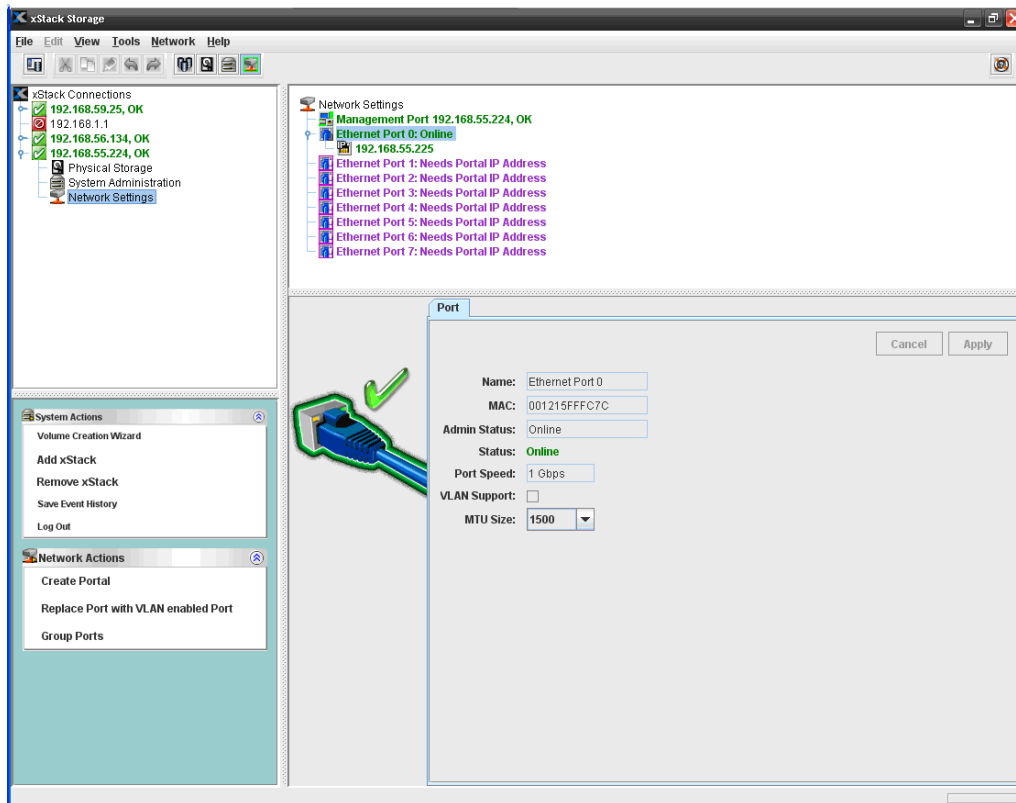 xStack Storage
File Edit View Tools Network Help
xStack Connections
192.168.59.25, OK
192.168.1.1
192.168.56.134, OK
192.168.55.224, OK
Physical Storage
System Administration
Network Settings
Network Settings
Management Port 192.168.55.224, OK
Ethernet Port 0: Online
192.168.55.225
Ethernet Port 1: Needs Portal IP Address
Ethernet Port 2: Needs Portal IP Address
Ethernet Port 3: Needs Portal IP Address
Ethernet Port 4: Needs Portal IP Address
Ethernet Port 5: Needs Portal IP Address
Ethernet Port 6: Needs Portal IP Address
Ethernet Port 7: Needs Portal IP Address
System Actions
Volume Creation Wizard
Add xStack
Remove xStack
Save Event History
Log Out
Network Actions
Create Portal
Replace Port with VLAN enabled Port
Group Ports
Port
Cancel Apply
Name: Ethernet Port 0
MAC: 001215FFFC7C
Admin Status: Online
Status: Online
Port Speed: 1 Gbps
VLAN Support:
MTU Size: 1500